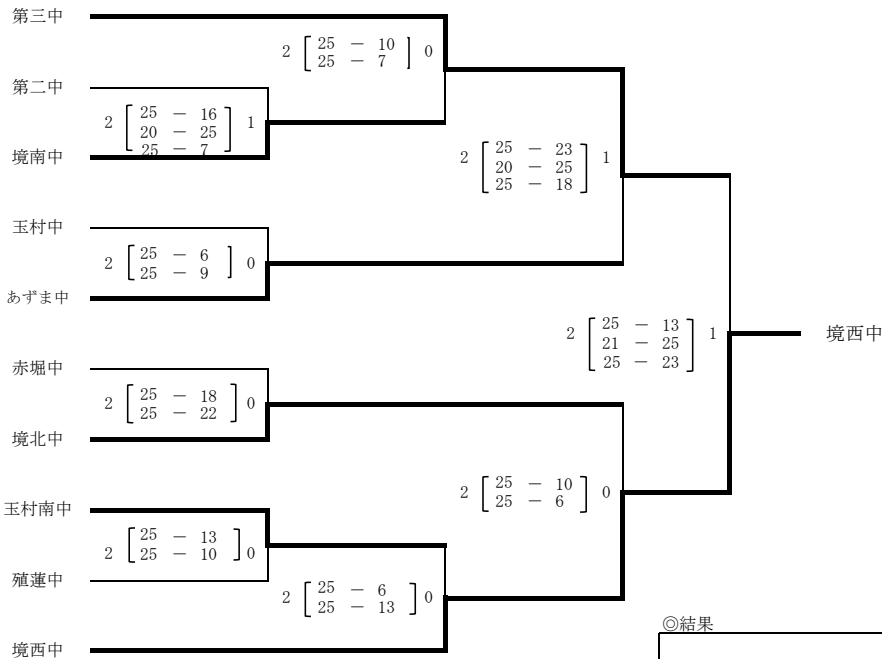 第三中
2 25 － 10 0
25 － 7
第二中
2 25 － 16 1
20 － 25
25 － 7
境南中
2 25 － 23 1
20 － 25
25 － 18
玉村中
2 25 － 6 0
25 － 9
あずま中
2 25 － 13 1
21 － 25
25 － 23
境西中
赤堀中
2 25 － 18 0
25 － 22
境北中
2 25 － 10 0
25 － 6
玉村南中
2 25 － 13 0
25 － 10
殖蓮中
2 25 － 6 0
25 － 13
境西中
◎結果